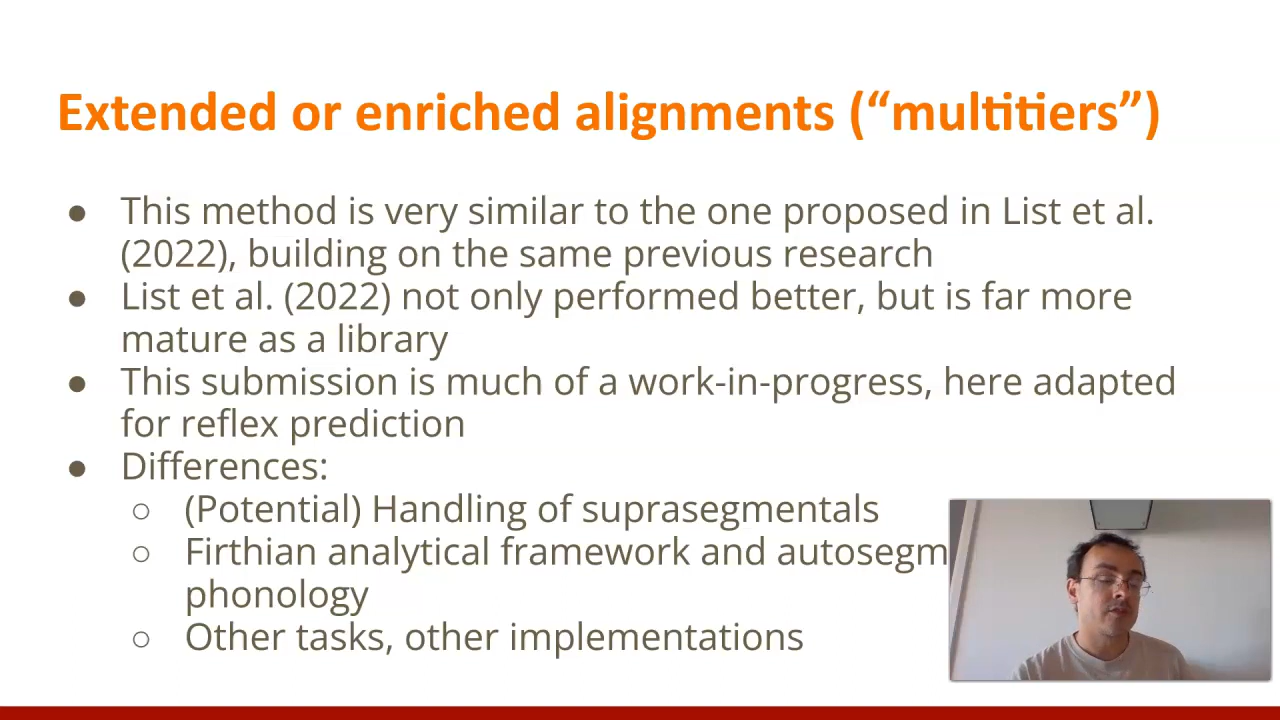 Extended or enriched alignments (“multitiers”)
● This method is very similar to the one proposed in List et al.
(2022), building on the same previous research
● List et al. (2022) not only performed better, but is far more
mature as a library
● This submission is much of a work-in-progress, here adapted
for reflex prediction
● Differences:
○ (Potential) Handling of suprasegmentals
○ Firthian analytical framework and autosegm
phonology
○ Other tasks, other implementations